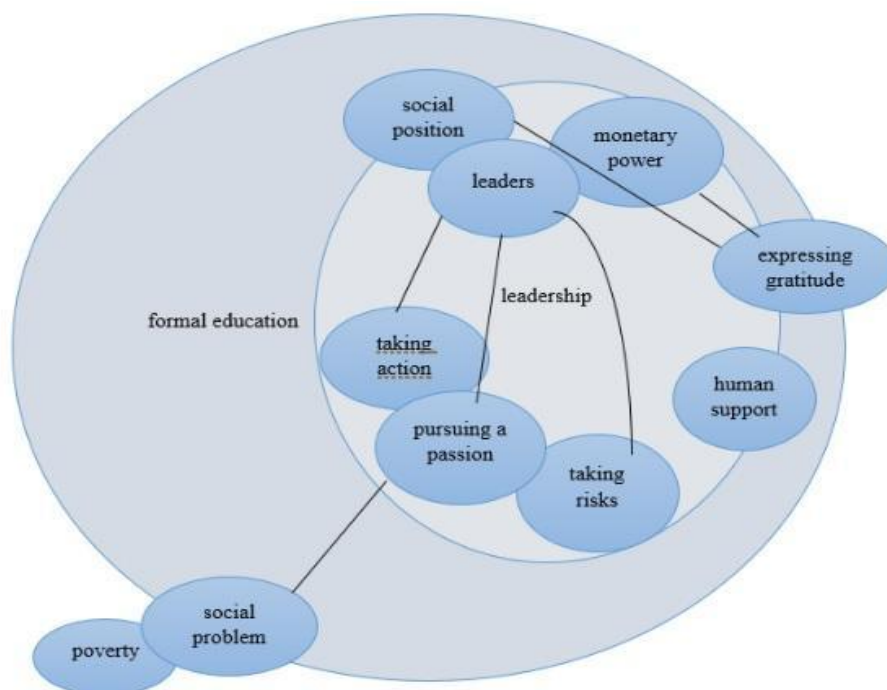 social
position
monetary
power
leaders
expressing
gratitude
formal education
leadership
taking
action
human
support
pursuing a
passion
taking
risks
social
problem
poverty